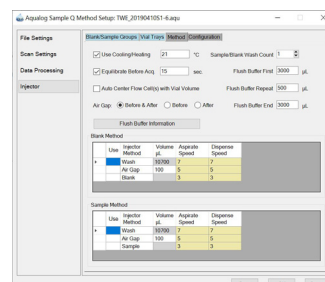 Aqualog Sample Q Method Setup: TWE_20190410S1-6.aqu
File Settings
Scan Settings
Data Processing
Injector
Blank/Sample Groups Vial Trays Method Configuration
Use Cooling/Heating 21 °C Sample/Blank Wash Count 1
Equilibrate Before Acq. 15 sec Flush Buffer First 3000 µL
Auto Center Flow Cell(s) with Vial Volume Flush Buffer Repeat 500 µL
Air Gap Before & After Before After Flush Buffer End 3000 µL
Flush Buffer Information
Blank Method
Use Injector Method Volume µL Aspirate Speed Dispense Speed
Wash 10700 7 7
Air Gap 100 5 5
Blank 3 3
Sample Method
Use Injector Method Volume µL Aspirate Speed Dispense Speed
Wash 10700 7 7
Air Gap 100 5 5
Sample 3 3